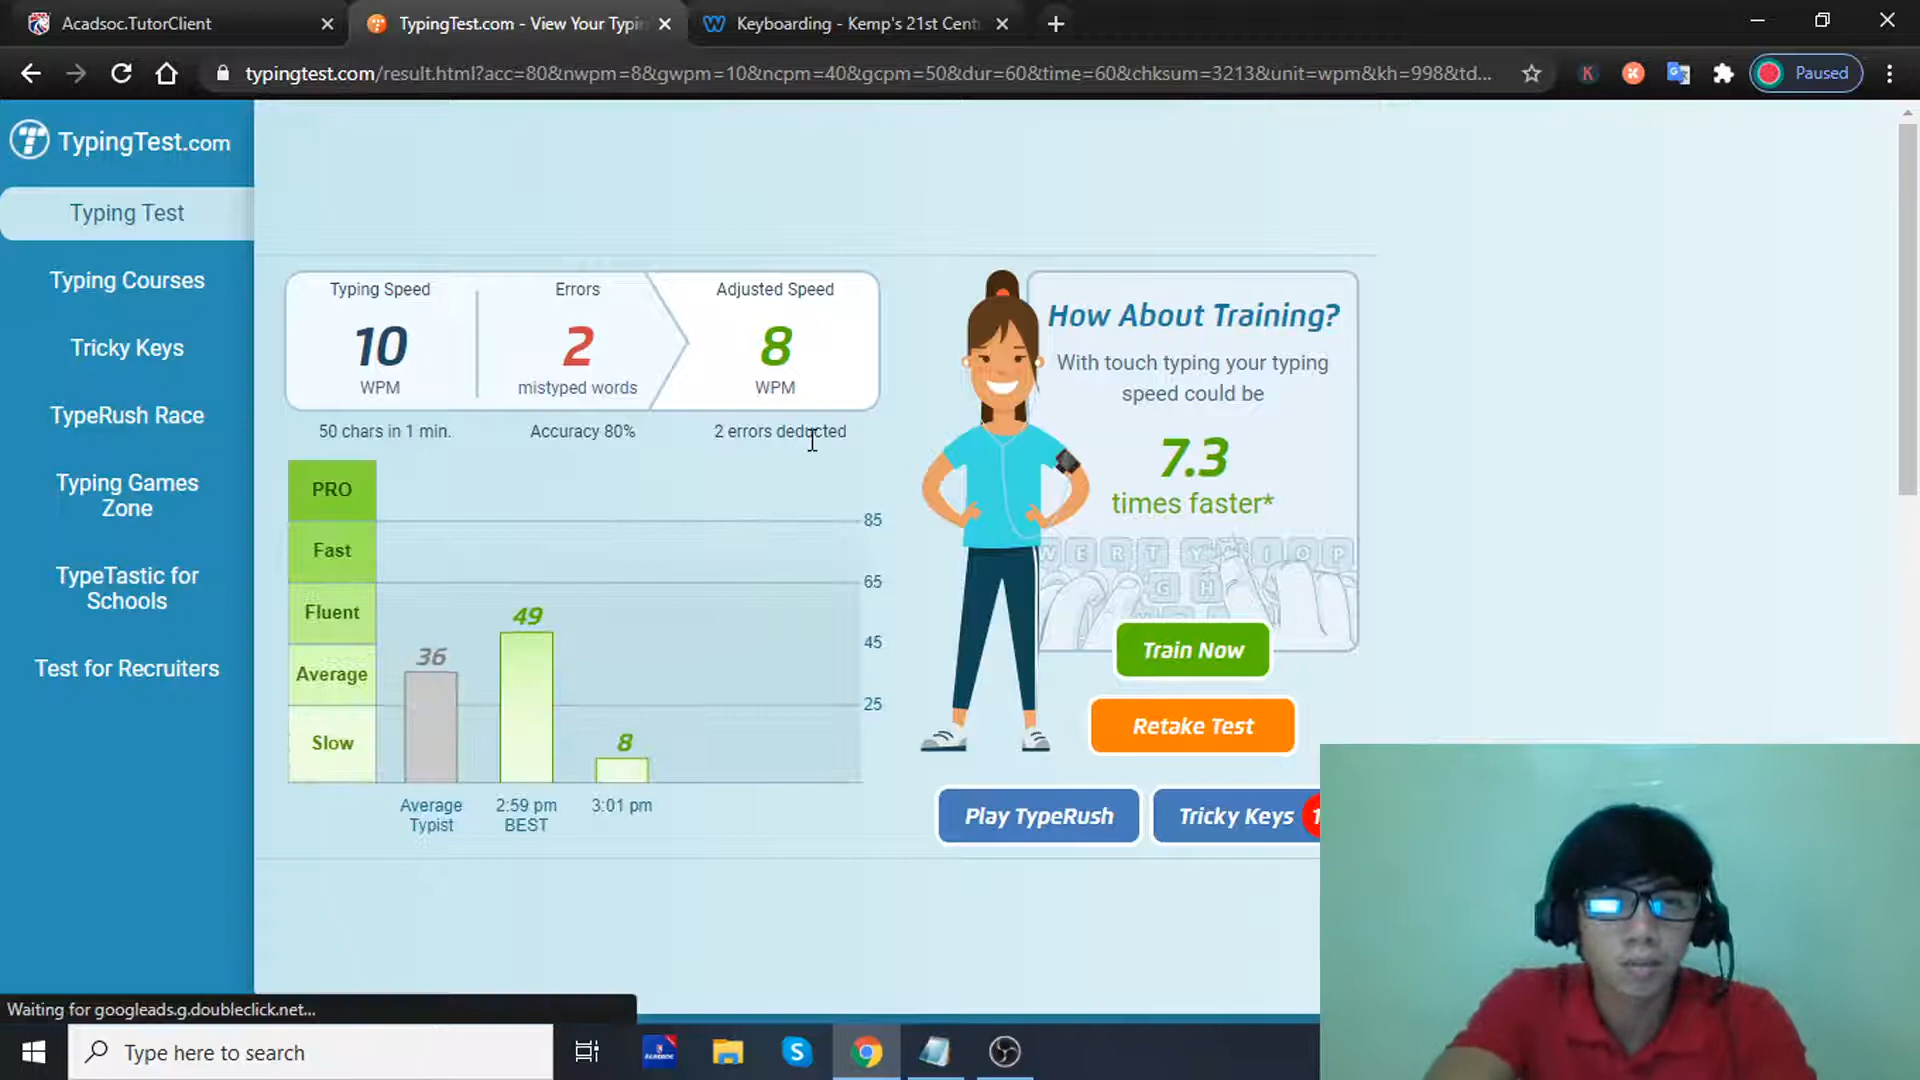 Acadsoc.TutorClient
TypingTest.com - View Your Typi
Keyboarding - Kemp's 21st Cent
typingtest.com/result.html?acc=80&nwpm=8&gwpm=10&ncpm=40&gcpm=50&dur=60&time=60&chksum=3213&unit=wpm&kh=998&td...
Paused
TypingTest.com
Typing Test
Typing Courses
Tricky Keys
TypeRush Race
Typing Games
Zone
TypeTastic for
Schools
Test for Recruiters
Typing Speed
10
WPM
50 chars in 1 min.
Errors
2
mistyped words
Accuracy 80%
Adjusted Speed
8
WPM
2 errors deducted
PRO
Fast
Fluent
Average
Slow
85
65
45
25
36
49
8
Average
Typist
2:59 pm
BEST
3:01 pm
How About Training?
With touch typing your typing
speed could be
7.3
times faster*
W E R T Y I O P
G H
Train Now
Retake Test
Play TypeRush
Tricky Keys
Waiting for googleads.g.doubleclick.net...
Type here to search